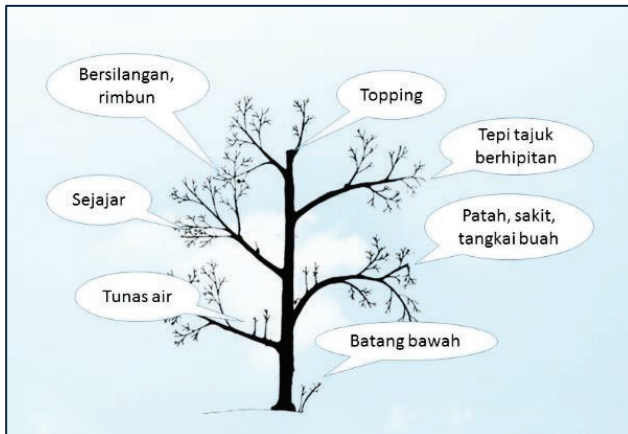 Bersilangan,
rimbun
Topping
Tepi tajuk
berhipitan
Sejajar
Patah, sakit,
tangkai buah
Tunas air
Batang bawah